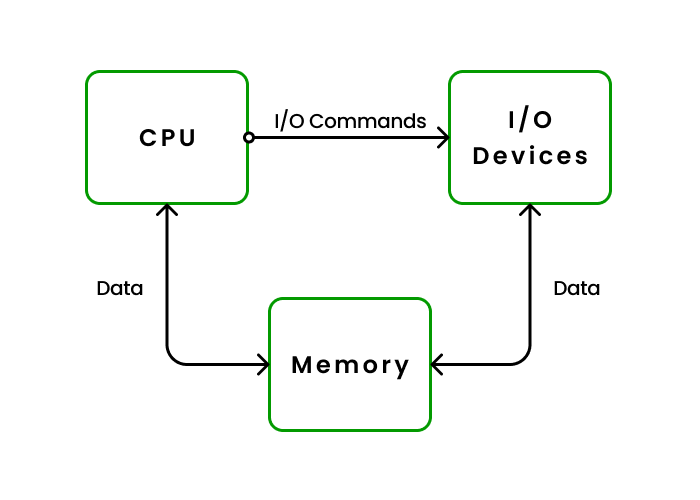 CPU
I/O Commands
I/O
Devices
Data
Data
Memory